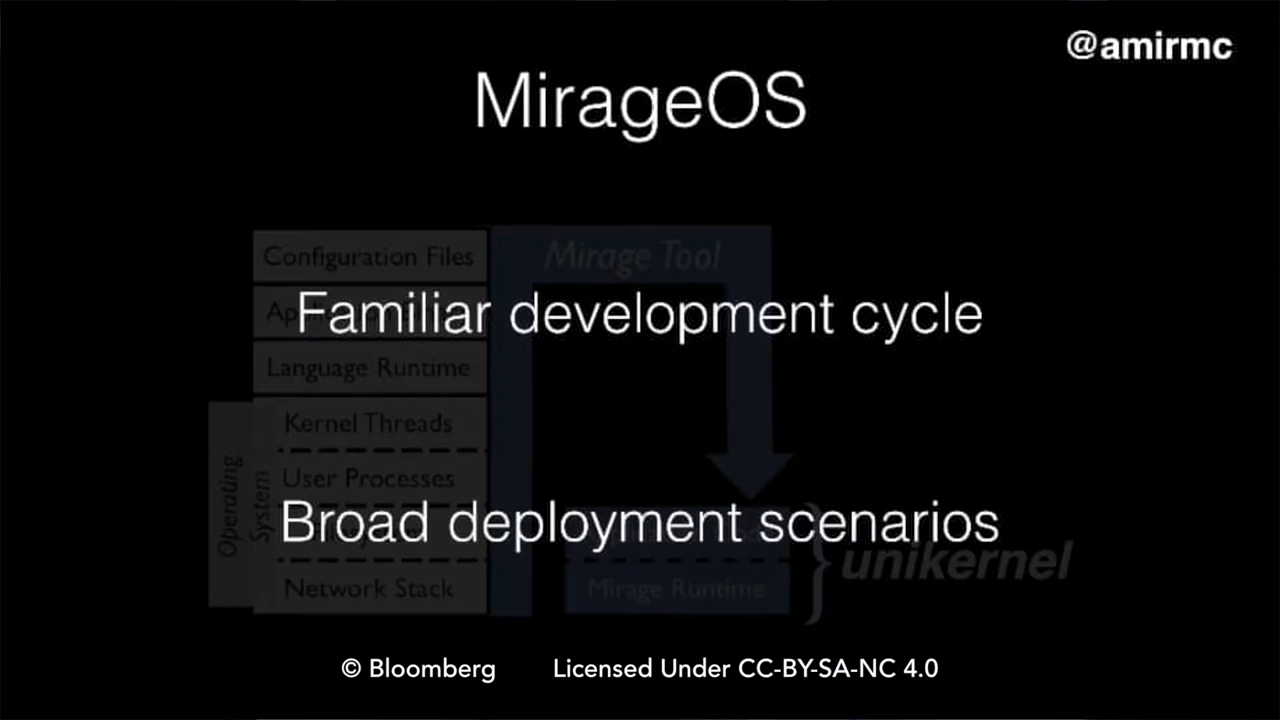 @amirmc
MirageOS
Configuration Files
Mirage Tool
Familiar development cycle
Language Runtime
Kernel Threads
User Processes
Operating
System
Broad deployment scenarios
unikernel
Network Stack
Mirage Runtime
© Bloomberg Licensed Under CC-BY-SA-NC 4.0